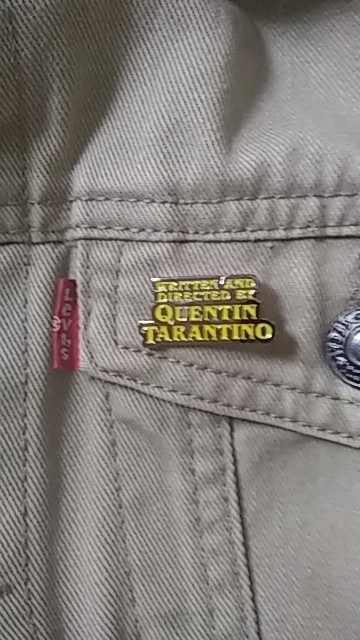 LEVI'S
WRITTEN AND
DIRECTED BY
QUENTIN
TARANTINO